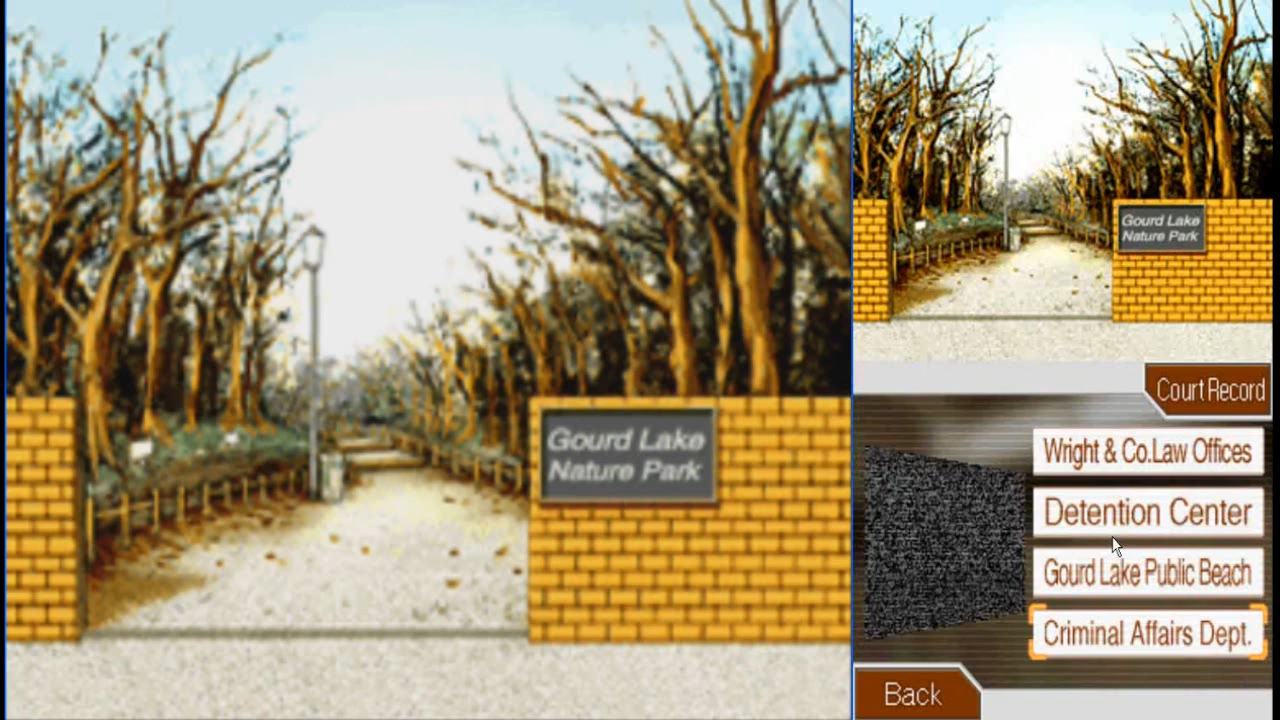 Gourd Lake
Nature Park
Gourd Lake
Nature Park
Court Record
Wright & Co.Law Offices
Detention Center
Gourd Lake Public Beach
Criminal Affairs Dept.
Back